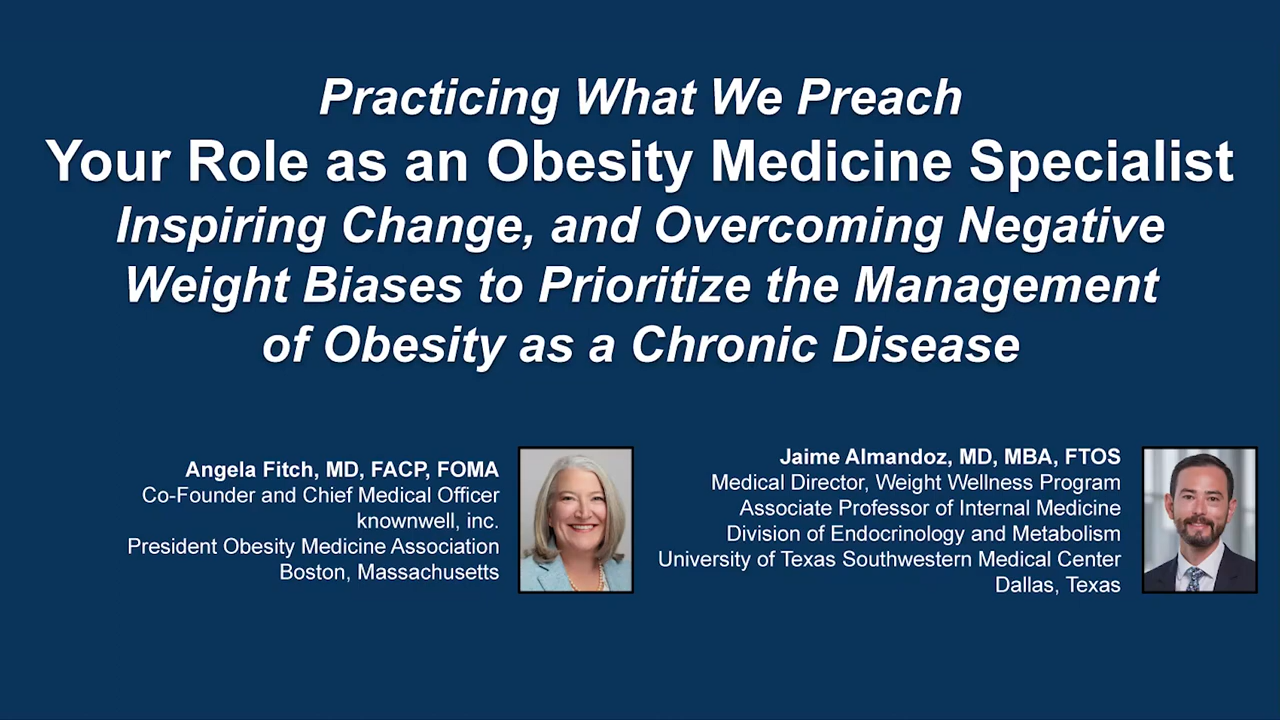 Practicing What We Preach
Your Role as an Obesity Medicine Specialist
Inspiring Change, and Overcoming Negative
Weight Biases to Prioritize the Management
of Obesity as a Chronic Disease
Angela Fitch, MD, FACP, FOMA
Co-Founder and Chief Medical Officer
knownwell, inc.
President Obesity Medicine Association
Boston, Massachusetts
Jaime Almandoz, MD, MBA, FTOS
Medical Director, Weight Wellness Program
Associate Professor of Internal Medicine
Division of Endocrinology and Metabolism
University of Texas Southwestern Medical Center
Dallas, Texas